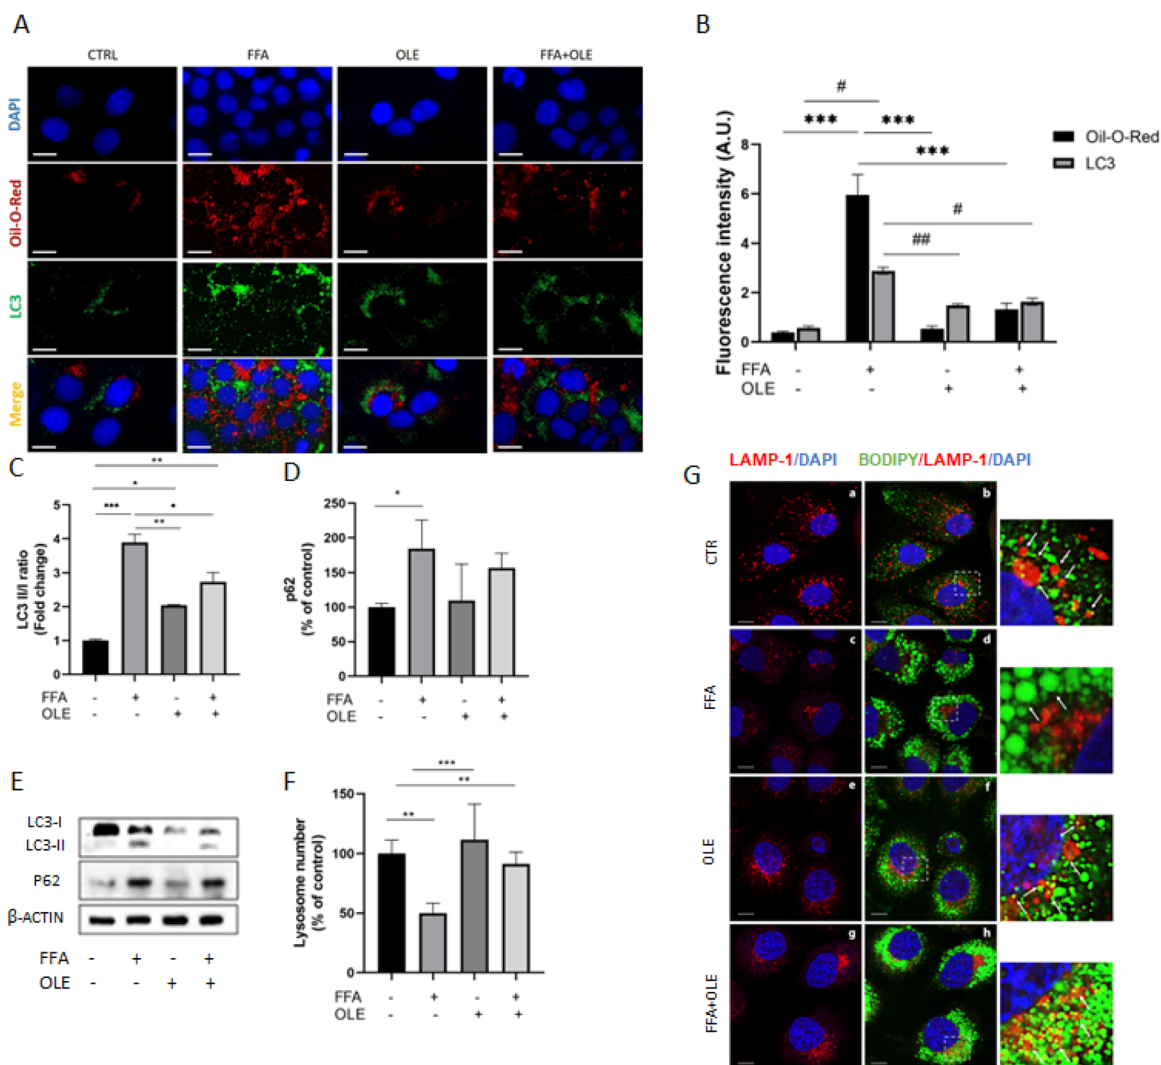 A
CTRL FFA OLE FFA+OLE
DAPI
Oil-O-Red
LC3
Merge
B
#
*** ***
***
#
##
Oil-O-Red
LC3
Fluorescence intensity (A.U.)
8
6
4
2
0
FFA - + - +
OLE - - + +
C
**
*
*** *
**
LC3 II/I ratio
(Fold change)
5
4
3
2
1
0
FFA - + - +
OLE - - + +
D
*
p62
(% of control)
250
200
150
100
50
0
FFA - + - +
OLE - - + +
E
LC3-I
LC3-II
P62
β-ACTIN
FFA - + - +
OLE - - + +
F
***
**
**
Lysosome number
(% of control)
150
100
50
0
FFA - + - +
OLE - - + +
G
LAMP-1/DAPI BODIPY/LAMP-1/DAPI
CTR a b
FFA c d
OLE e f
FFA+OLE g h